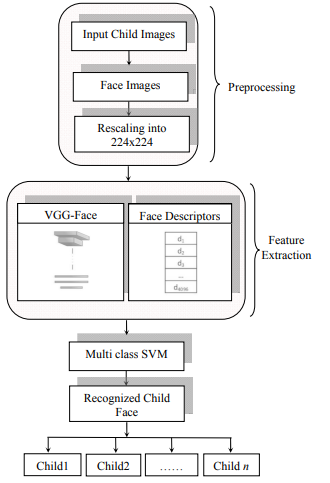 Input Child Images
Face Images
Rescaling into
224x224
Preprocessing
VGG-Face
Face Descriptors
d1
d2
d3
...
d4096
Feature
Extraction
Multi class SVM
Recognized Child
Face
Child1
Child2
......
Child n